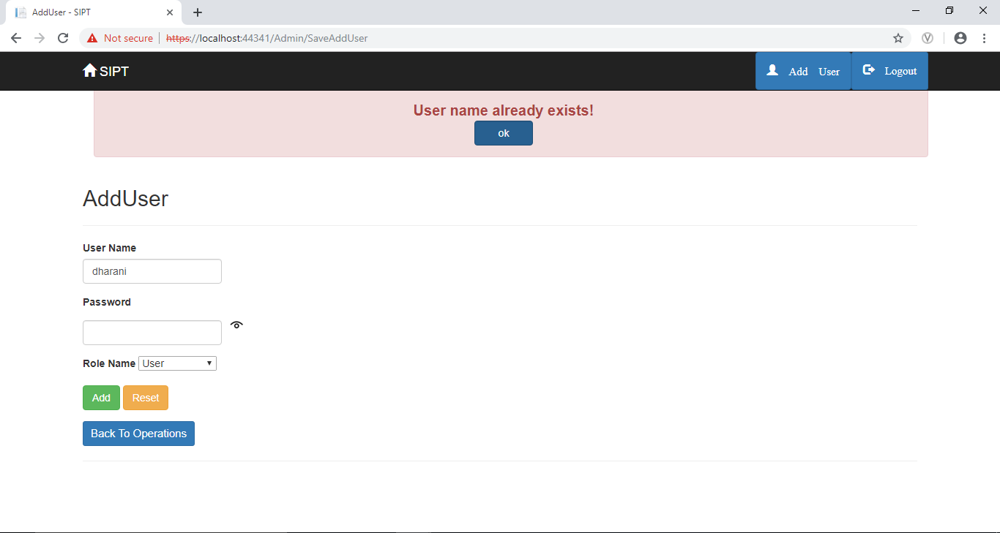 AddUser - SIPT
Not secure https://localhost:44341/Admin/SaveAddUser
SIPT Add User Logout
User name already exists!
ok
AddUser
User Name
dharani
Password
Role Name User
Add Reset
Back To Operations